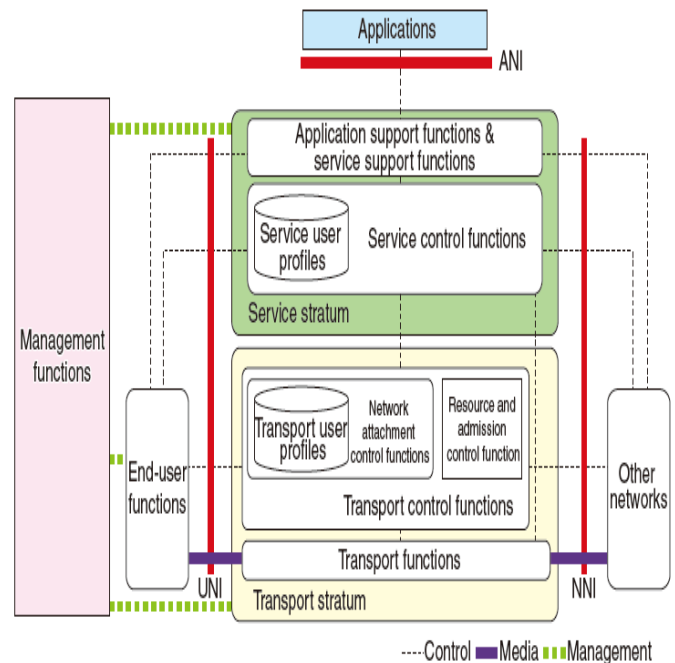 Applications
ANI
Application support functions &
service support functions
Service user
profiles
Service control functions
Service stratum
Management
functions
Transport user
profiles
Network
attachment
control functions
Resource and
admission
control function
Transport control functions
End-user
functions
Other
networks
Transport functions
UNI
NNI
Transport stratum
Control
Media
Management